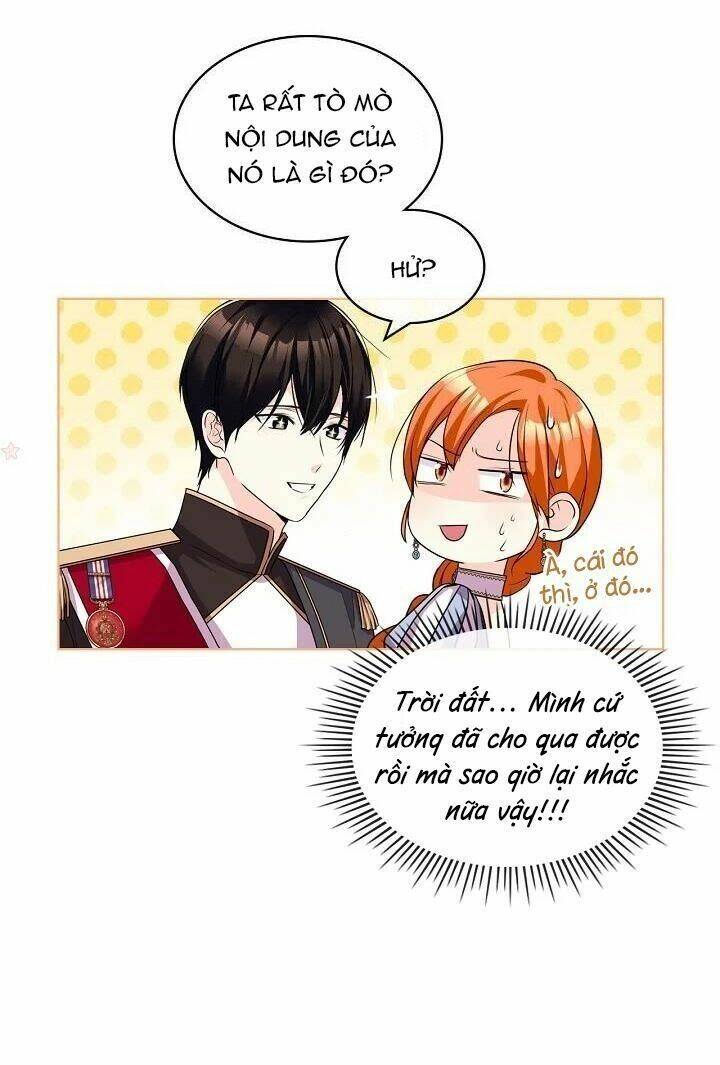 TA RẤT TÒ MÒ
NỘI DUNG CỦA
NÓ LÀ GÌ ĐÓ?
HỬ?
À, cái đó
thì, ở đó...
Trời đất... Mình cứ
tưởng đã cho qua được
rồi mà sao giờ lại nhắc
nữa vậy!!!